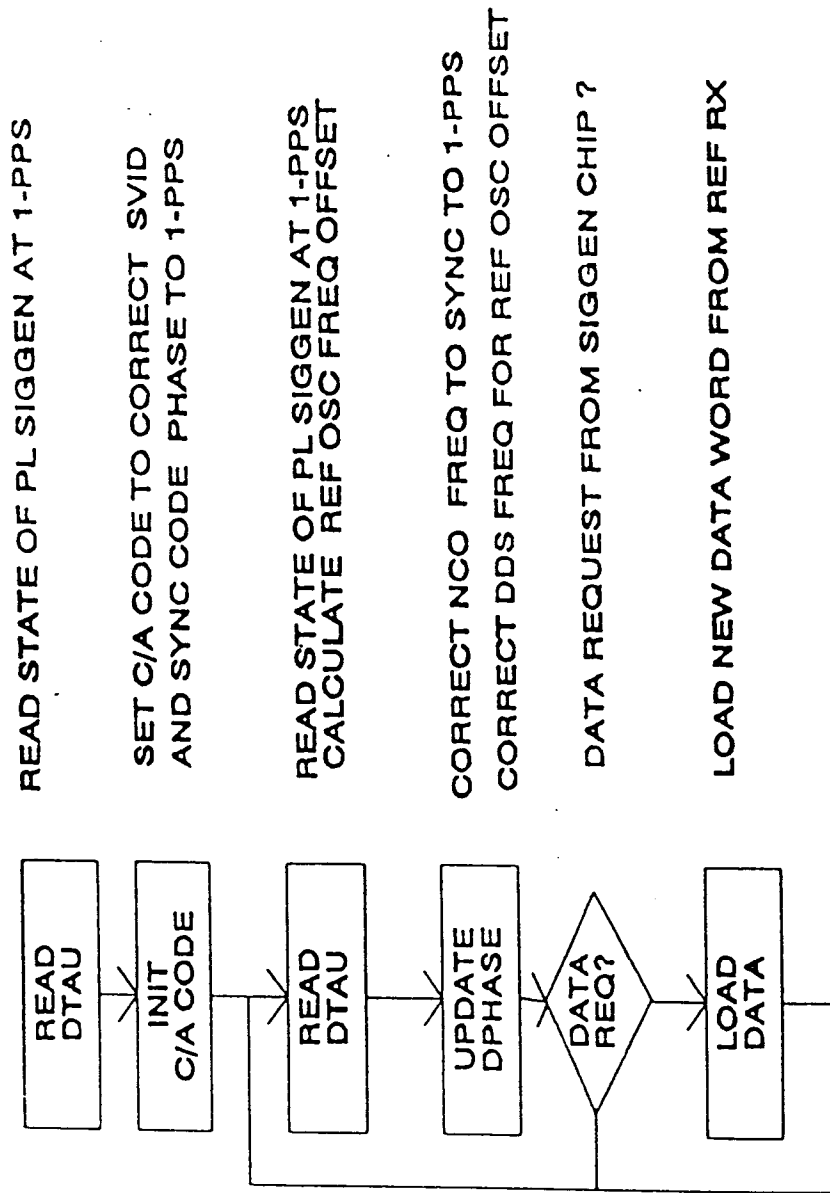 READ
DTAU
READ STATE OF PL SIGGEN AT 1-PPS
INIT
C/A CODE
SET C/A CODE TO CORRECT SVID
AND SYNC CODE PHASE TO 1-PPS
READ
DTAU
READ STATE OF PL SIGGEN AT 1-PPS
CALCULATE REF OSC FREQ OFFSET
UPDATE
DPHASE
CORRECT NCO FREQ TO SYNC TO 1-PPS
CORRECT DDS FREQ FOR REF OSC OFFSET
DATA
REQ?
DATA REQUEST FROM SIGGEN CHIP ?
LOAD
DATA
LOAD NEW DATA WORD FROM REF RX